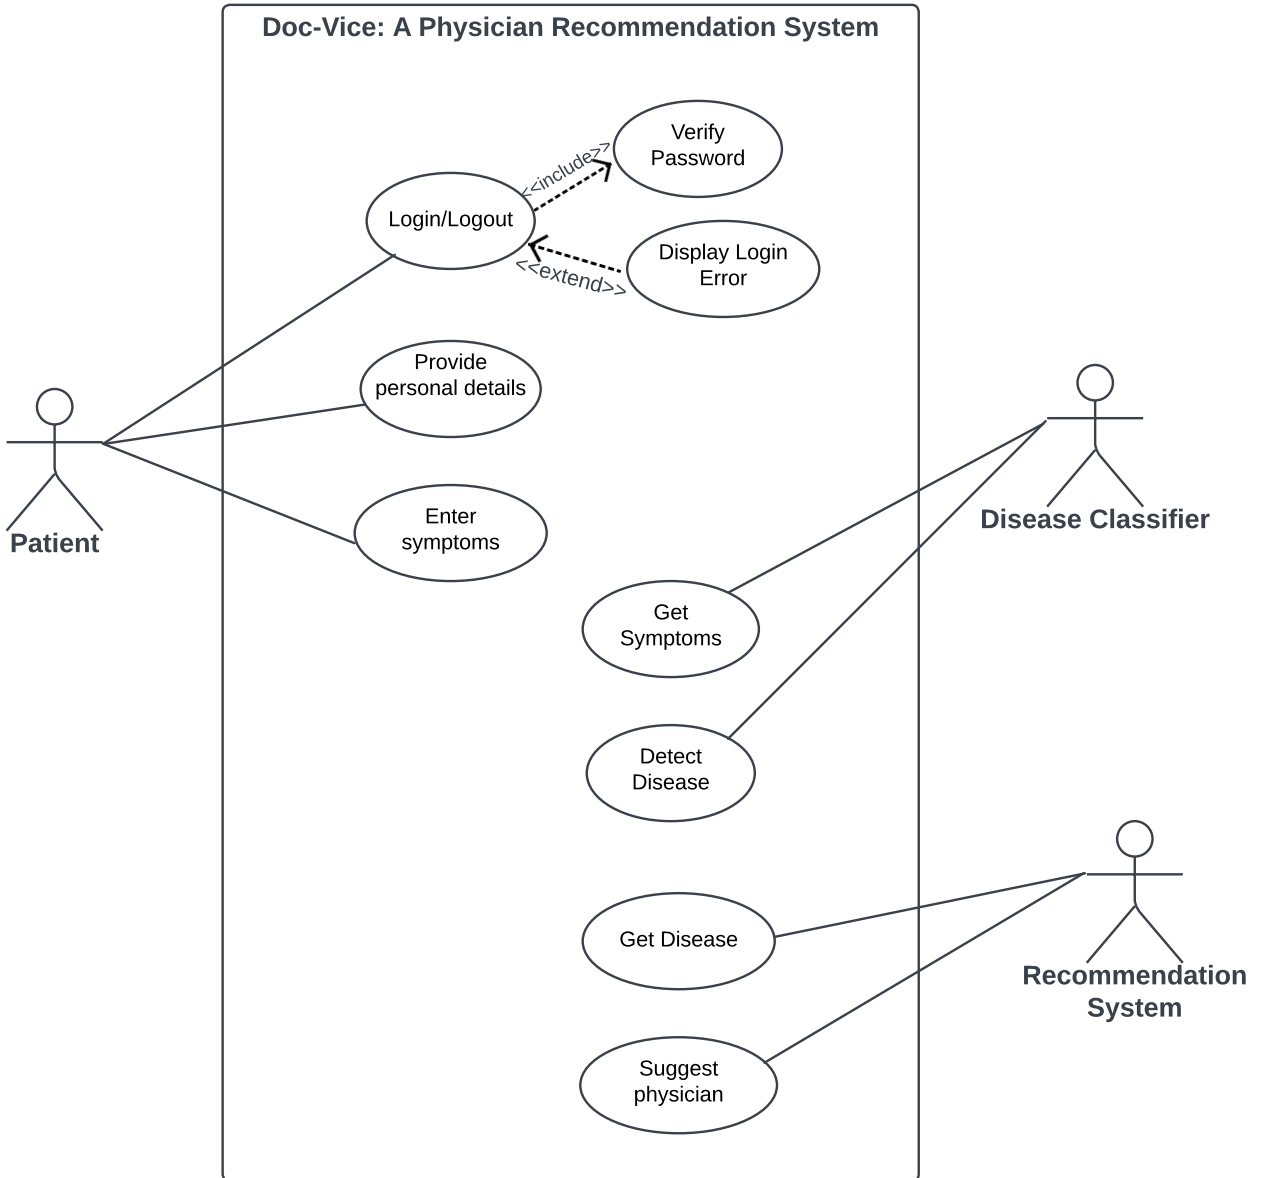 Doc-Vice: A Physician Recommendation System
Verify
Password
<<include>>
Login/Logout
Display Login
Error
<<extend>>
Provide
personal details
Enter
symptoms
Patient
Disease Classifier
Get
Symptoms
Detect
Disease
Get Disease
Recommendation
System
Suggest
physician